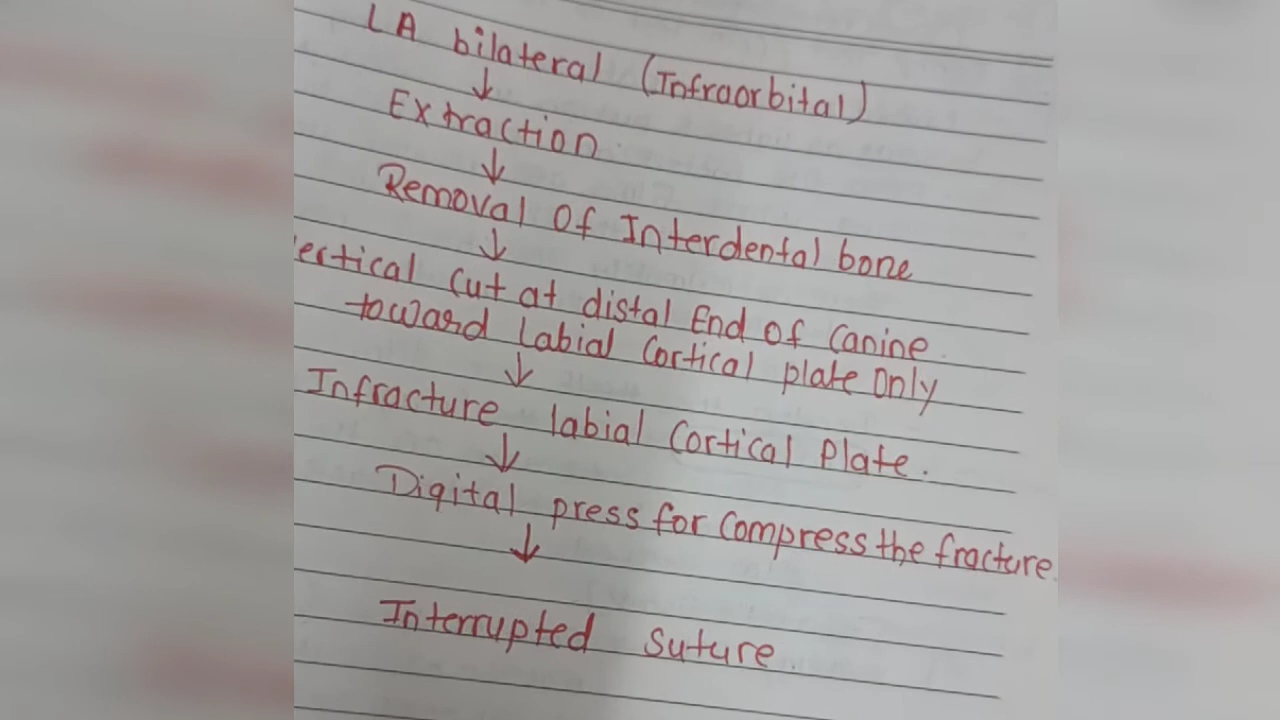 LA bilateral (Infraorbital)
↓
Extraction
↓
Removal Of Interdental bone
↓
ertical cut at distal End of Canine
toward Labial Cortical plate Only
↓
Infracture labial Cortical Plate.
↓
Digital press for Compress the fracture
↓
Interrupted Suture